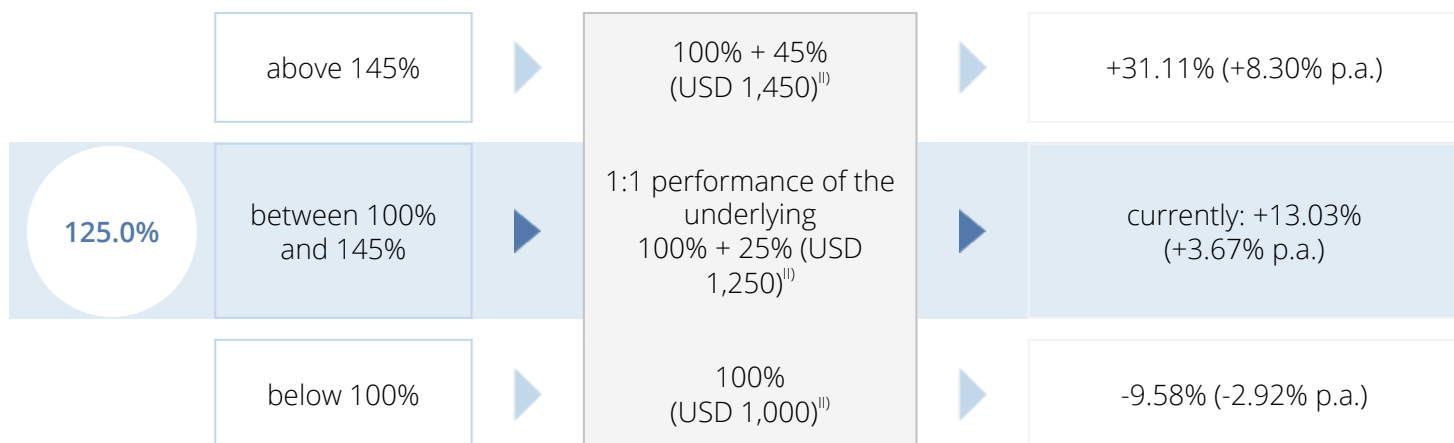 above 145%
100% + 45%
(USD 1,450)II)
+31.11% (+8.30% p.a.)
125.0%
between 100%
and 145%
1:1 performance of the
underlying
100% + 25% (USD
1,250)II)
currently: +13.03%
(+3.67% p.a.)
below 100%
100%
(USD 1,000)II)
-9.58% (-2.92% p.a.)